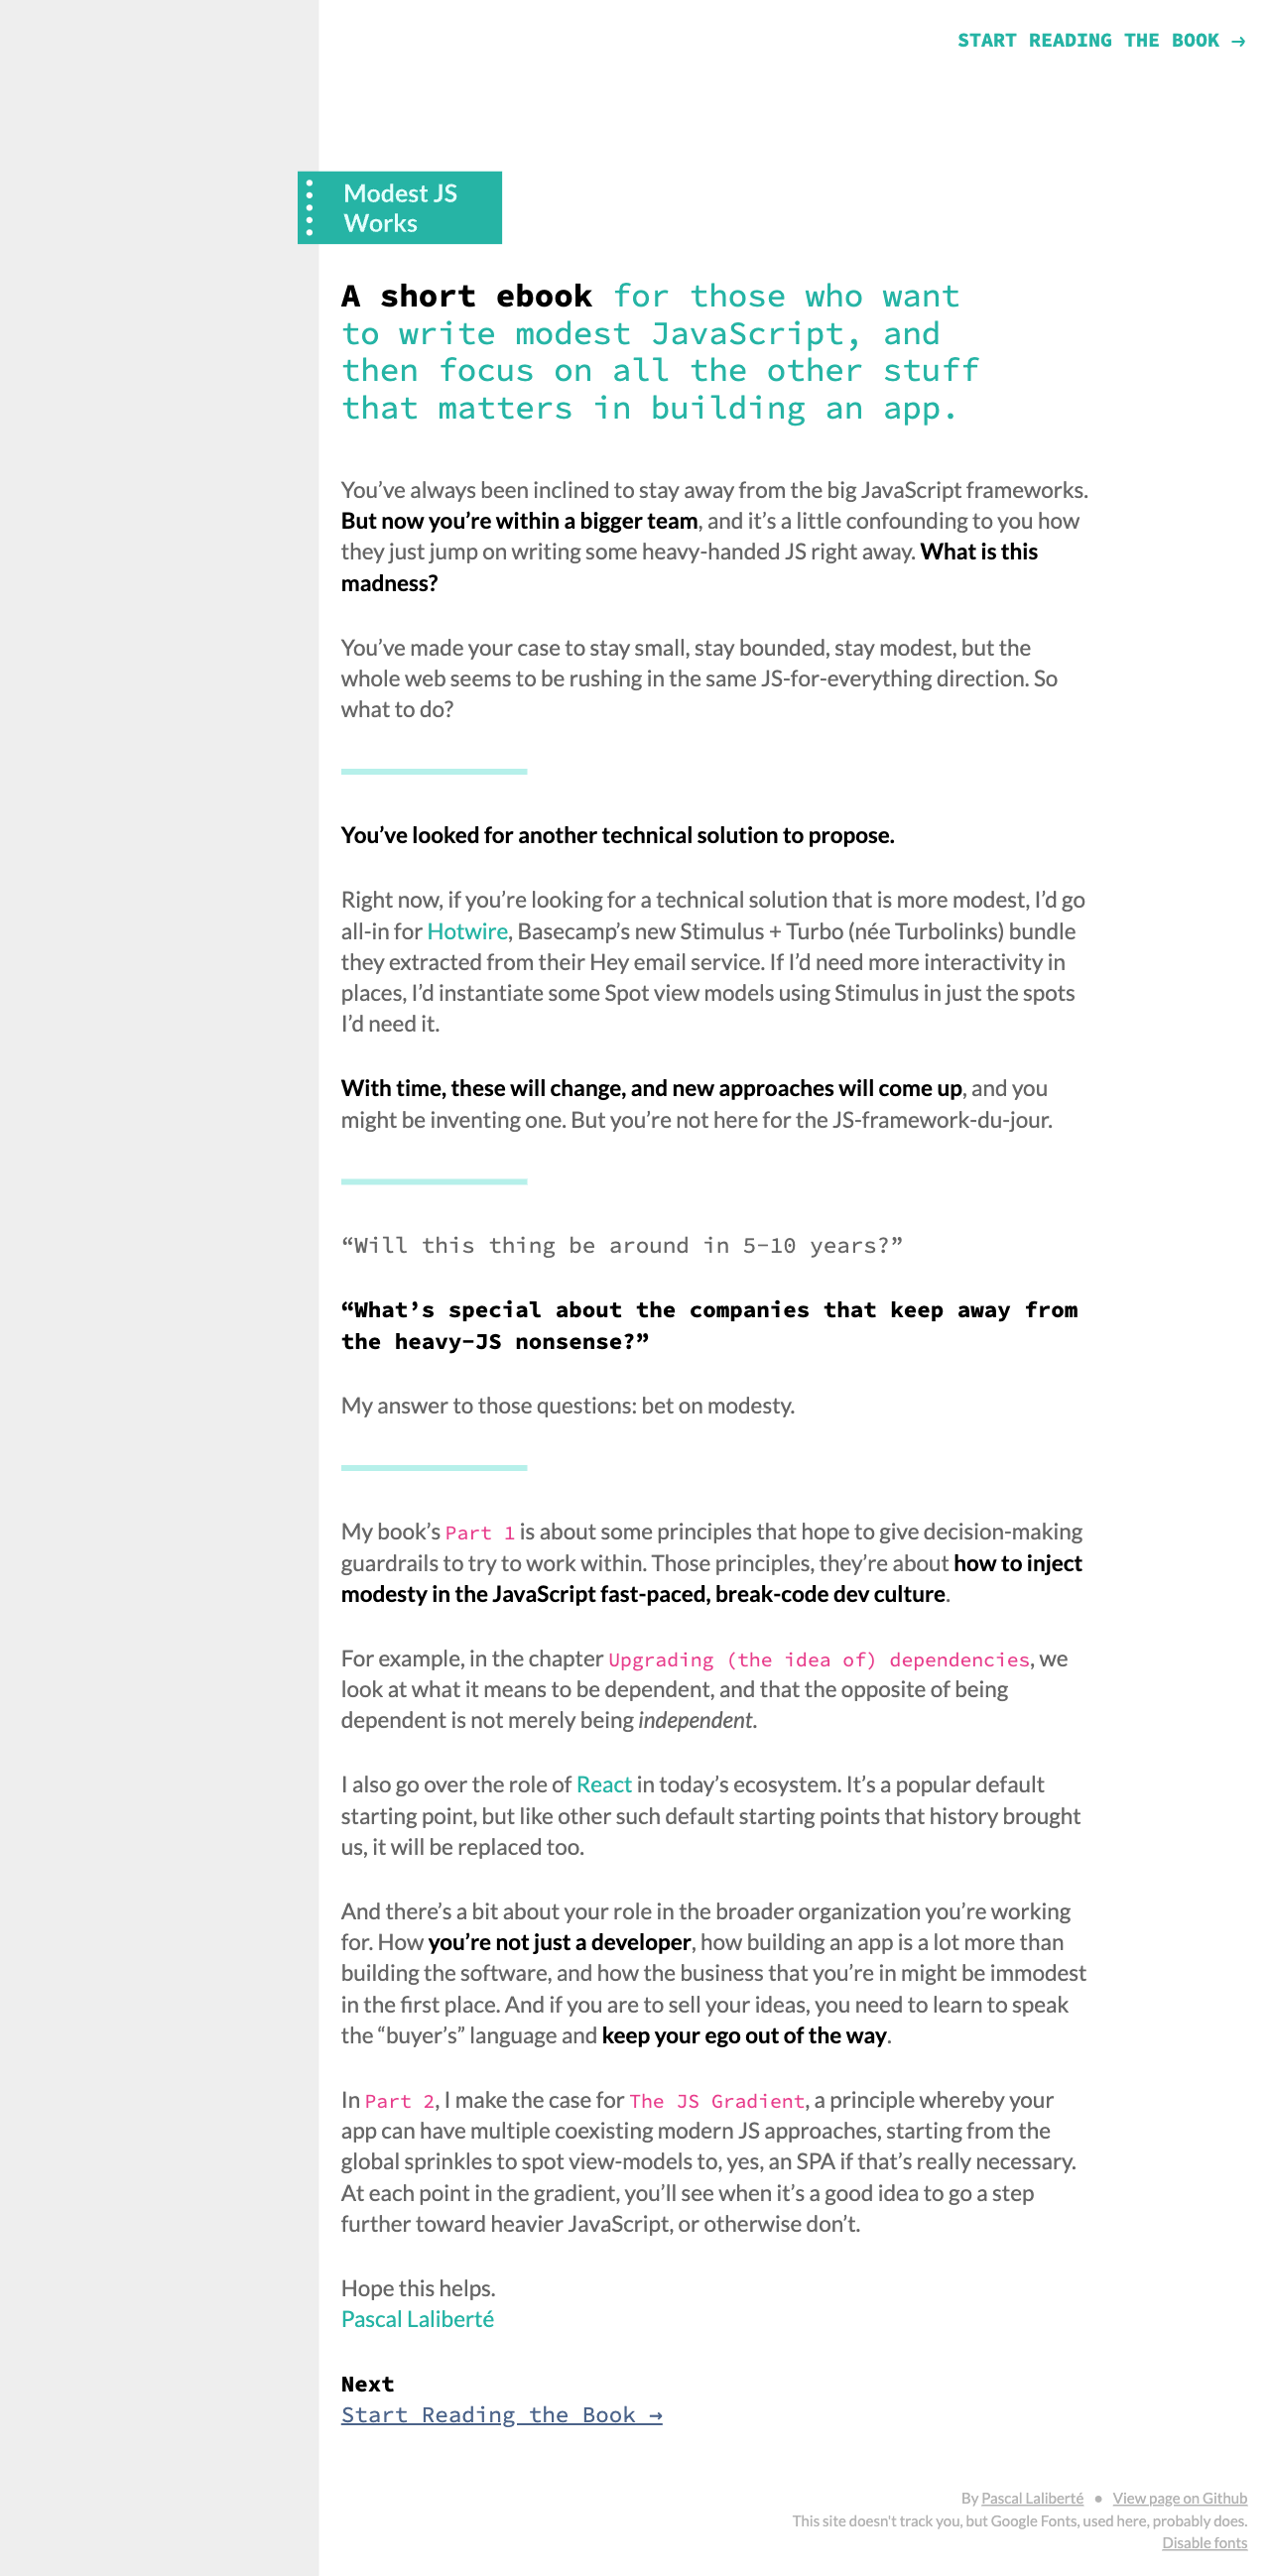 START READING THE BOOK →
Modest JS
Works
A short ebook for those who want
to write modest JavaScript, and
then focus on all the other stuff
that matters in building an app.
You’ve always been inclined to stay away from the big JavaScript frameworks.
But now you’re within a bigger team, and it’s a little confounding to you how
they just jump on writing some heavy-handed JS right away. What is this
madness?
You’ve made your case to stay small, stay bounded, stay modest, but the
whole web seems to be rushing in the same JS-for-everything direction. So
what to do?
You’ve looked for another technical solution to propose.
Right now, if you’re looking for a technical solution that is more modest, I’d go
all-in for Hotwire, Basecamp’s new Stimulus + Turbo (née Turbolinks) bundle
they extracted from their Hey email service. If I’d need more interactivity in
places, I’d instantiate some Spot view models using Stimulus in just the spots
I’d need it.
With time, these will change, and new approaches will come up, and you
might be inventing one. But you’re not here for the JS-framework-du-jour.
“Will this thing be around in 5-10 years?”
“What’s special about the companies that keep away from
the heavy-JS nonsense?”
My answer to those questions: bet on modesty.
My book’s Part 1 is about some principles that hope to give decision-making
guardrails to try to work within. Those principles, they’re about how to inject
modesty in the JavaScript fast-paced, break-code dev culture.
For example, in the chapter Upgrading (the idea of) dependencies, we
look at what it means to be dependent, and that the opposite of being
dependent is not merely being independent.
I also go over the role of React in today’s ecosystem. It’s a popular default
starting point, but like other such default starting points that history brought
us, it will be replaced too.
And there’s a bit about your role in the broader organization you’re working
for. How you’re not just a developer, how building an app is a lot more than
building the software, and how the business that you’re in might be immodest
in the first place. And if you are to sell your ideas, you need to learn to speak
the “buyer’s” language and keep your ego out of the way.
In Part 2, I make the case for The JS Gradient, a principle whereby your
app can have multiple coexisting modern JS approaches, starting from the
global sprinkles to spot view-models to, yes, an SPA if that’s really necessary.
At each point in the gradient, you’ll see when it’s a good idea to go a step
further toward heavier JavaScript, or otherwise don’t.
Hope this helps.
Pascal Laliberté
Next
Start Reading the Book →
By Pascal Laliberté • View page on Github
This site doesn't track you, but Google Fonts, used here, probably does.
Disable fonts